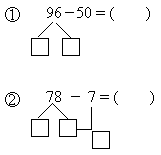 ① 96－50＝(    )
② 78 － 7＝(    )